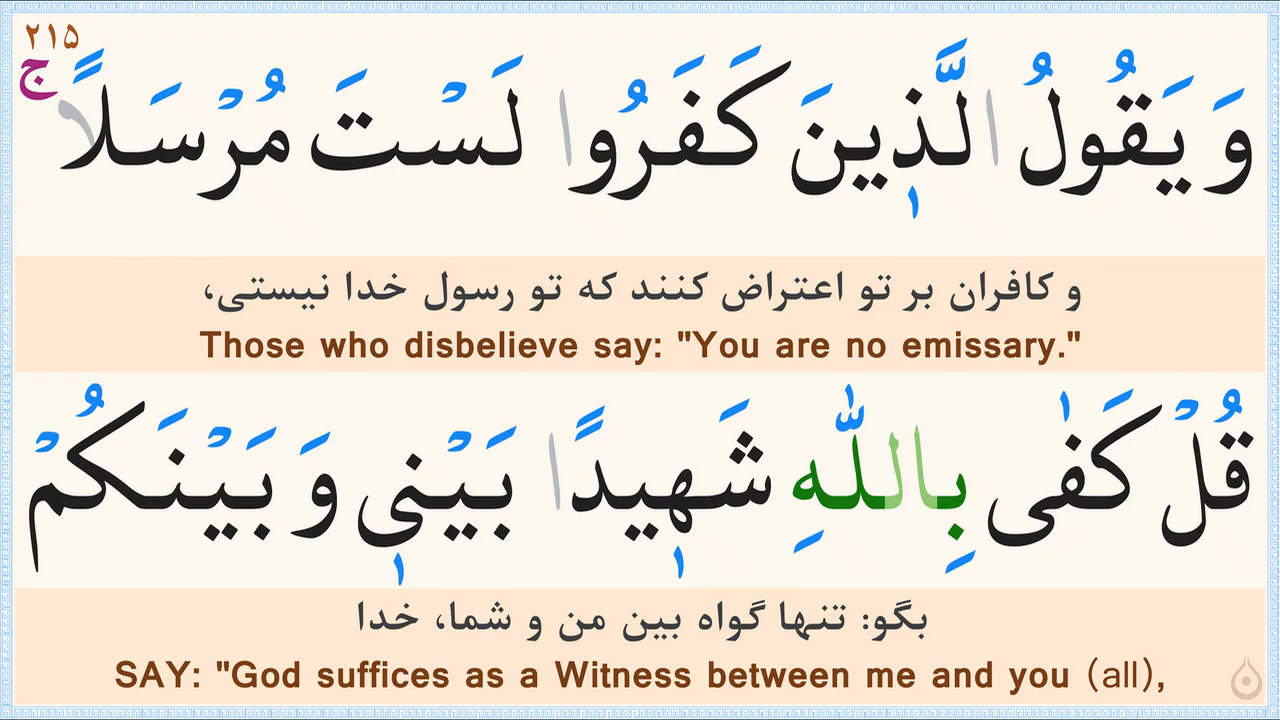 ۲۱۵
وَ يَقُولُ الَّذٖينَ كَفَرُوا لَسْتَ مُرْسَلًا ۚ
و کافران بر تو اعتراض کنند که تو رسول خدا نیستی،
Those who disbelieve say: "You are no emissary."
قُلْ كَفٰى بِاللّٰهِ شَهٖيدًا بَيْنٖى وَ بَيْنَكُمْ
بگو: تنها گواه بین من و شما، خدا
SAY: "God suffices as a Witness between me and you (all),